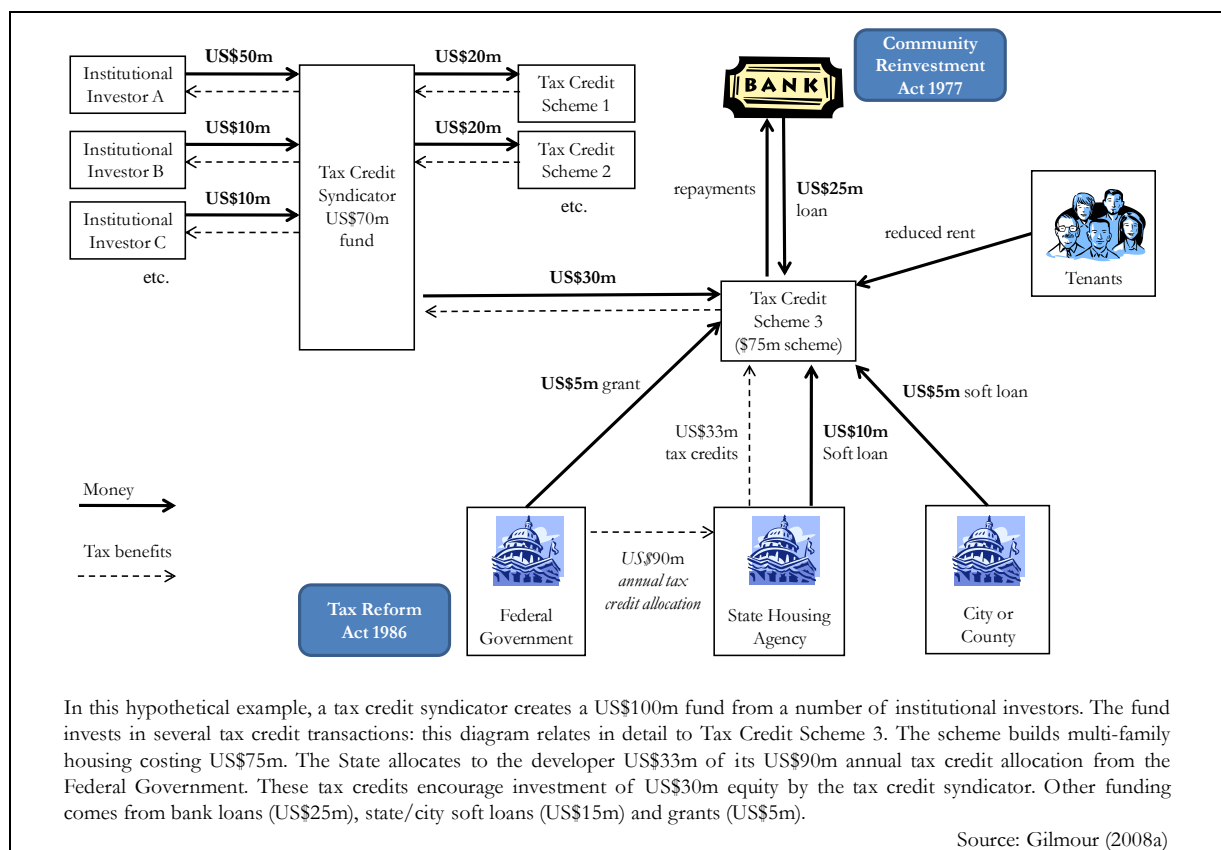 US$50m
Institutional
Investor A
US$10m
Institutional
Investor B
US$10m
Institutional
Investor C
etc.
Tax Credit
Syndicator
US$70m
fund
US$20m
Tax Credit
Scheme 1
US$20m
Tax Credit
Scheme 2
etc.
BANK
Community
Reinvestment
Act 1977
repayments
US$25m
loan
reduced rent
Tenants
US$30m
Tax Credit
Scheme 3
($75m scheme)
US$5m grant
US$33m
tax credits
US$10m
Soft loan
US$5m soft loan
Money
Tax benefits
Tax Reform
Act 1986
Federal
Government
US$90m
annual tax
credit allocation
State Housing
Agency
City or
County
In this hypothetical example, a tax credit syndicator creates a US$100m fund from a number of institutional investors. The fund
invests in several tax credit transactions: this diagram relates in detail to Tax Credit Scheme 3. The scheme builds multi-family
housing costing US$75m. The State allocates to the developer US$33m of its US$90m annual tax credit allocation from the
Federal Government. These tax credits encourage investment of US$30m equity by the tax credit syndicator. Other funding
comes from bank loans (US$25m), state/city soft loans (US$15m) and grants (US$5m).
Source: Gilmour (2008a)